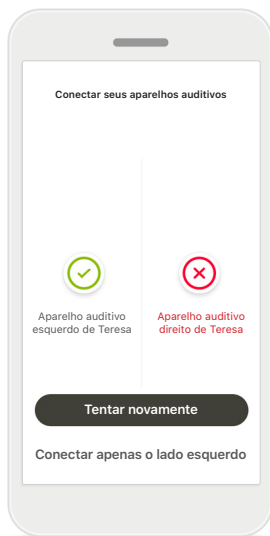 Conectar seus aparelhos auditivos
Aparelho auditivo
esquerdo de Teresa
Aparelho auditivo
direito de Teresa
Tentar novamente
Conectar apenas o lado esquerdo